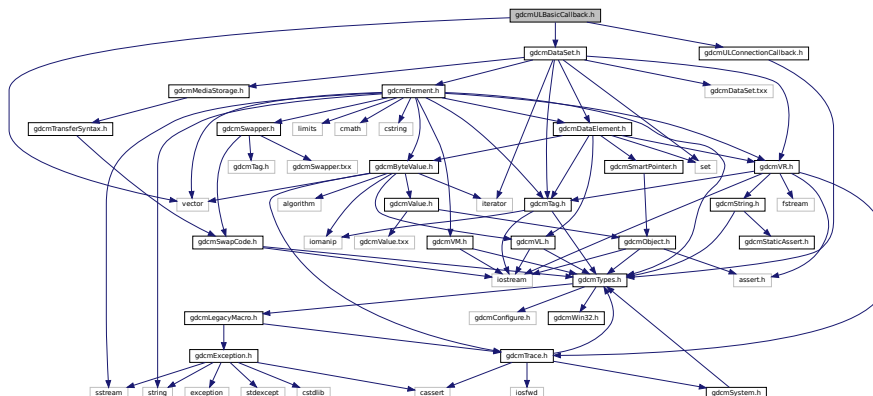 gdcmULBasicCallback.h
gdcmDataSet.h
gdcmULConnectionCallback.h
gdcmMediaStorage.h
gdcmElement.h
gdcmDataSet.txx
gdcmTransferSyntax.h
gdcmSwapper.h
limits
cmath
cstring
gdcmDataElement.h
gdcmTag.h
gdcmSwapper.txx
gdcmByteValue.h
gdcmSmartPointer.h
set
gdcmVR.h
vector
algorithm
gdcmValue.h
iterator
gdcmTag.h
gdcmString.h
fstream
gdcmSwapCode.h
iomanip
gdcmValue.txx
gdcmVM.h
gdcmVL.h
gdcmObject.h
gdcmStaticAssert.h
iostream
gdcmTypes.h
assert.h
gdcmLegacyMacro.h
gdcmConfigure.h
gdcmWin32.h
gdcmException.h
gdcmTrace.h
sstream
string
exception
stdexcept
cstdlib
cassert
iosfwd
gdcmSystem.h